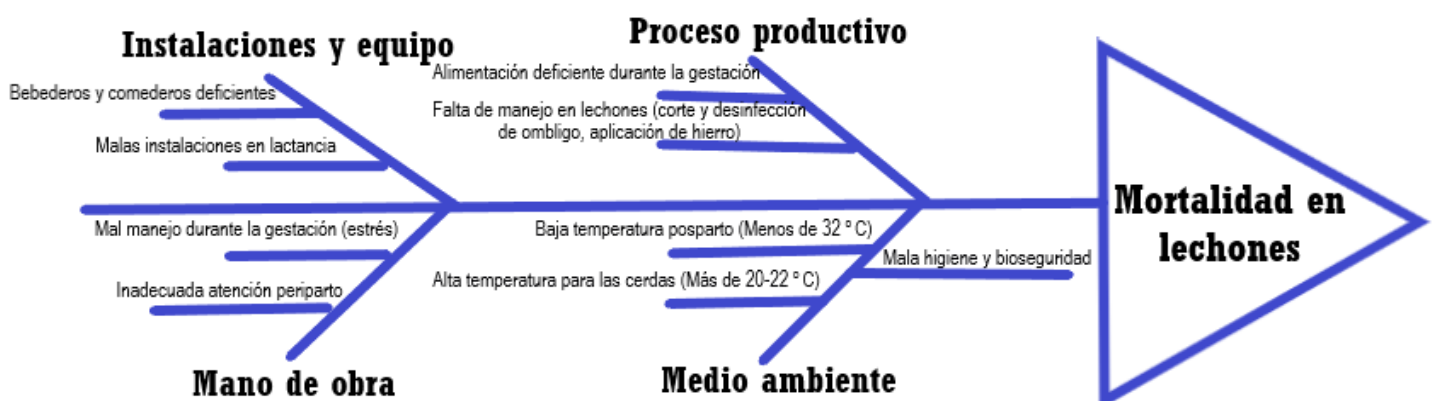 Instalaciones y equipo
Bebederos y comederos deficientes
Malas instalaciones en lactancia
Proceso productivo
Alimentación deficiente durante la gestación
Falta de manejo en lechones (corte y desinfección
de ombligo, aplicación de hierro)
Mal manejo durante la gestación (estrés)
Inadecuada atención periparto
Mano de obra
Baja temperatura posparto (Menos de 32 º C)
Alta temperatura para las cerdas (Más de 20-22 º C)
Mala higiene y bioseguridad
Medio ambiente
Mortalidad en
lechones